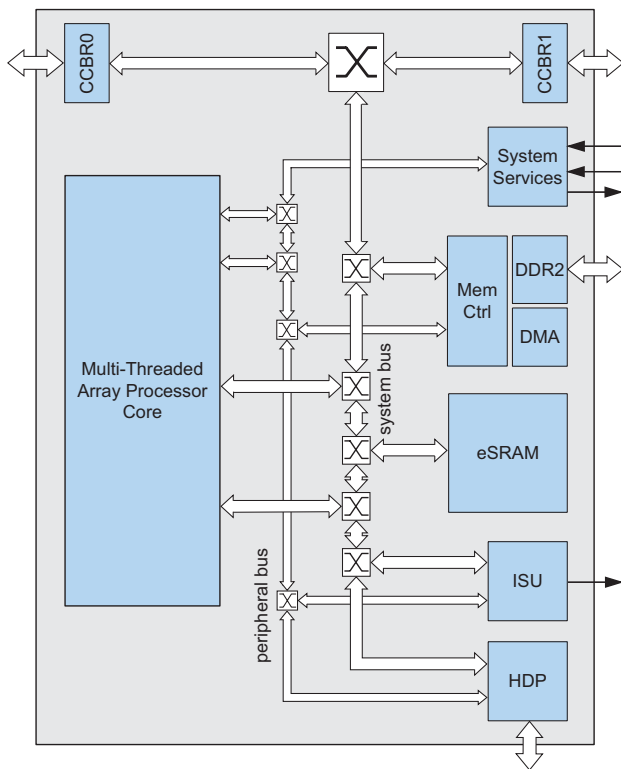 CCBR0
CCBR1
System
Services
Mem
Ctrl
DDR2
DMA
Multi-Threaded
Array Processor
Core
system bus
eSRAM
peripheral bus
ISU
HDP